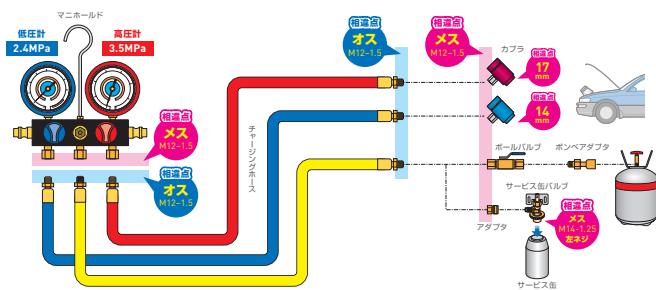 マニホールド
低圧計
2.4MPa
高圧計
3.5MPa
相違点
メス
M12-1.5
相違点
オス
M12-1.5
チャージングホース
相違点
オス
M12-1.5
相違点
メス
M12-1.5
カプラ
相違点
17
mm
相違点
14
mm
ボールバルブ
ボンベアダプタ
サービス缶バルブ
アダプタ
相違点
メス
M14-1.25
左ネジ
サービス缶